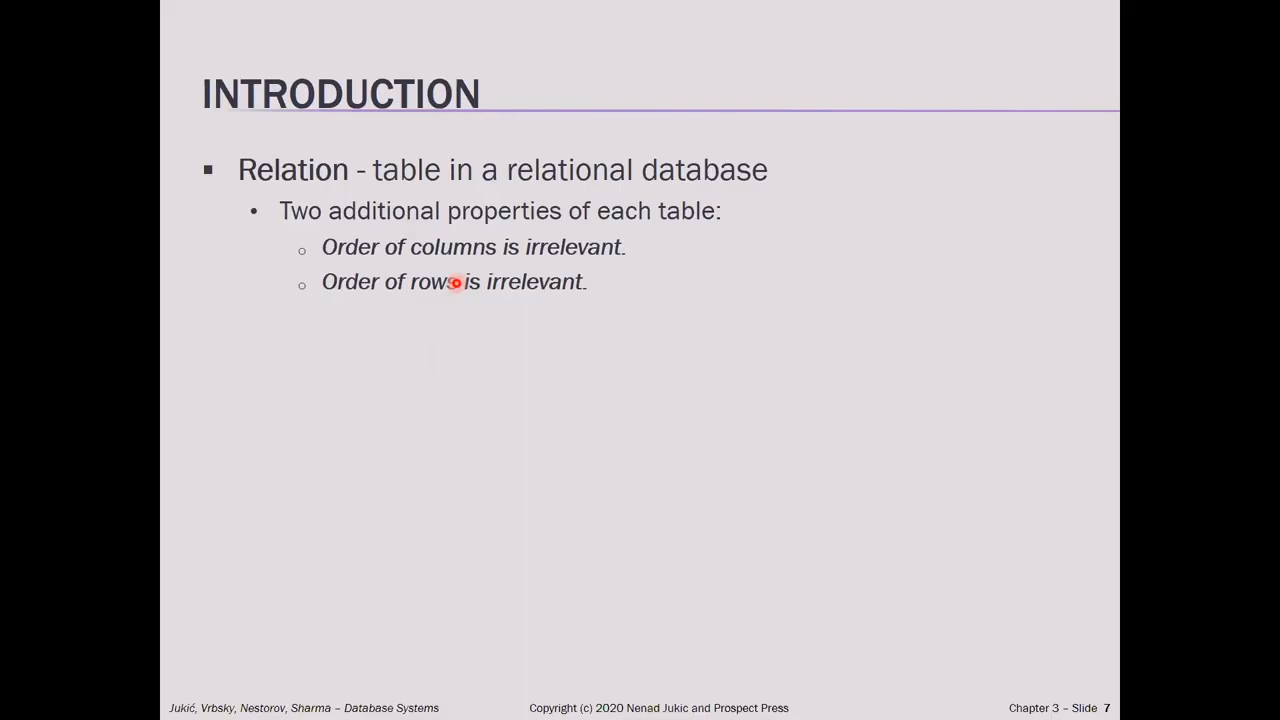 INTRODUCTION
▪ Relation - table in a relational database
• Two additional properties of each table:
o Order of columns is irrelevant.
o Order of rows is irrelevant.
Jukić, Vrbsky, Nestorov, Sharma – Database Systems
Copyright (c) 2020 Nenad Jukic and Prospect Press
Chapter 3 – Slide 7